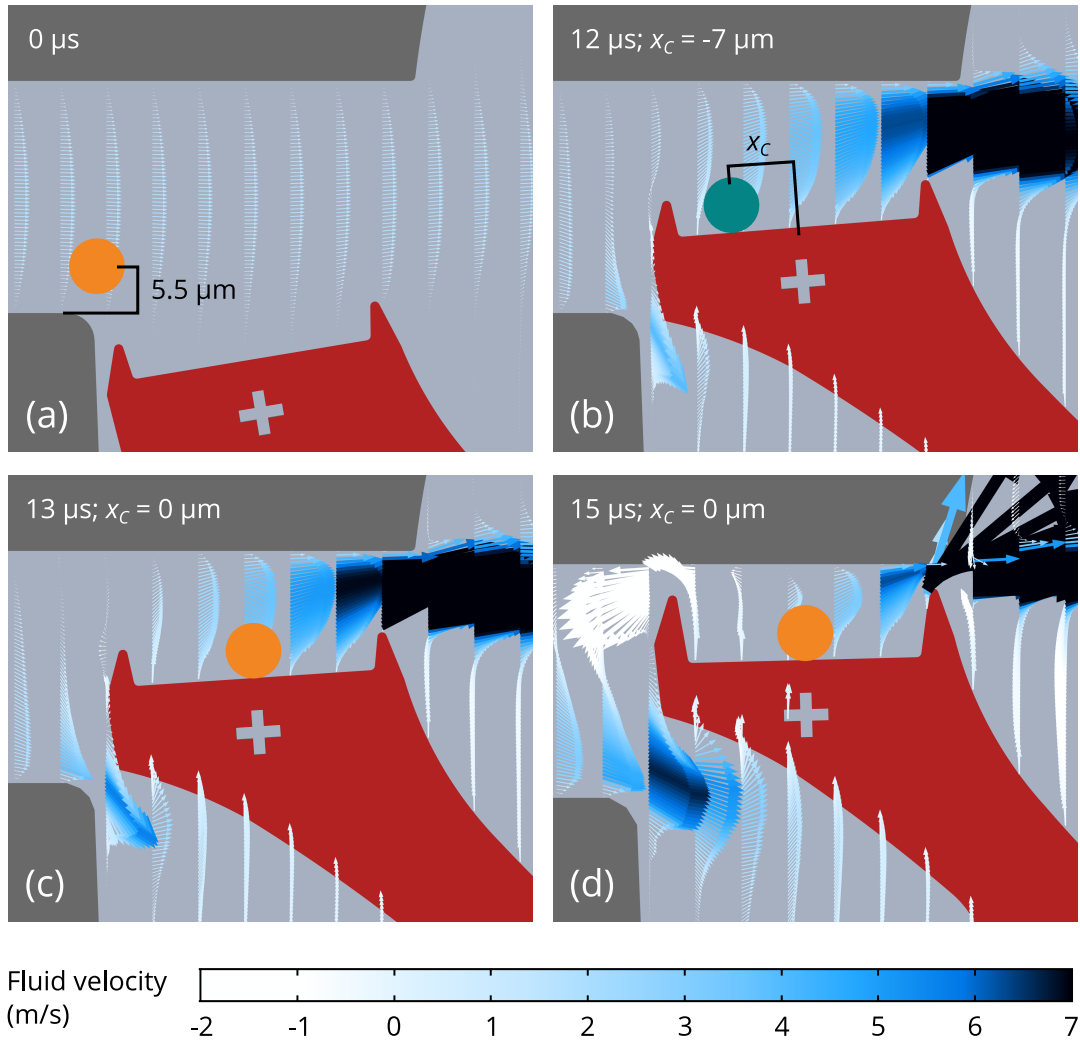 0 μs
5.5 μm
(a)
12 μs; x_C = -7 μm
x_C
(b)
13 μs; x_C = 0 μm
(c)
15 μs; x_C = 0 μm
(d)
Fluid velocity
(m/s)
-2 -1 0 1 2 3 4 5 6 7